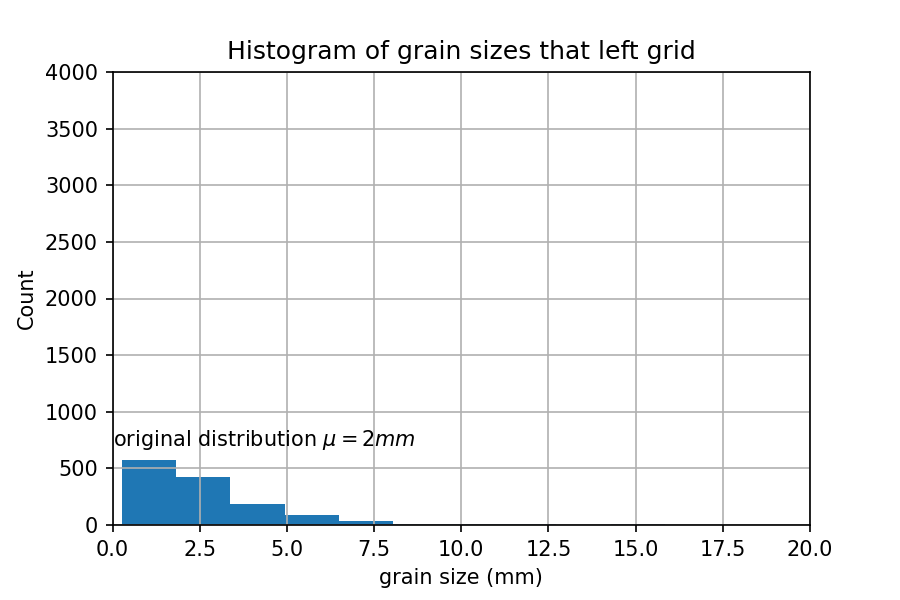 Histogram of grain sizes that left grid
4000
3500
3000
2500
2000
1500
1000
500
0
Count
original distribution μ = 2mm
0.0 2.5 5.0 7.5 10.0 12.5 15.0 17.5 20.0
grain size (mm)